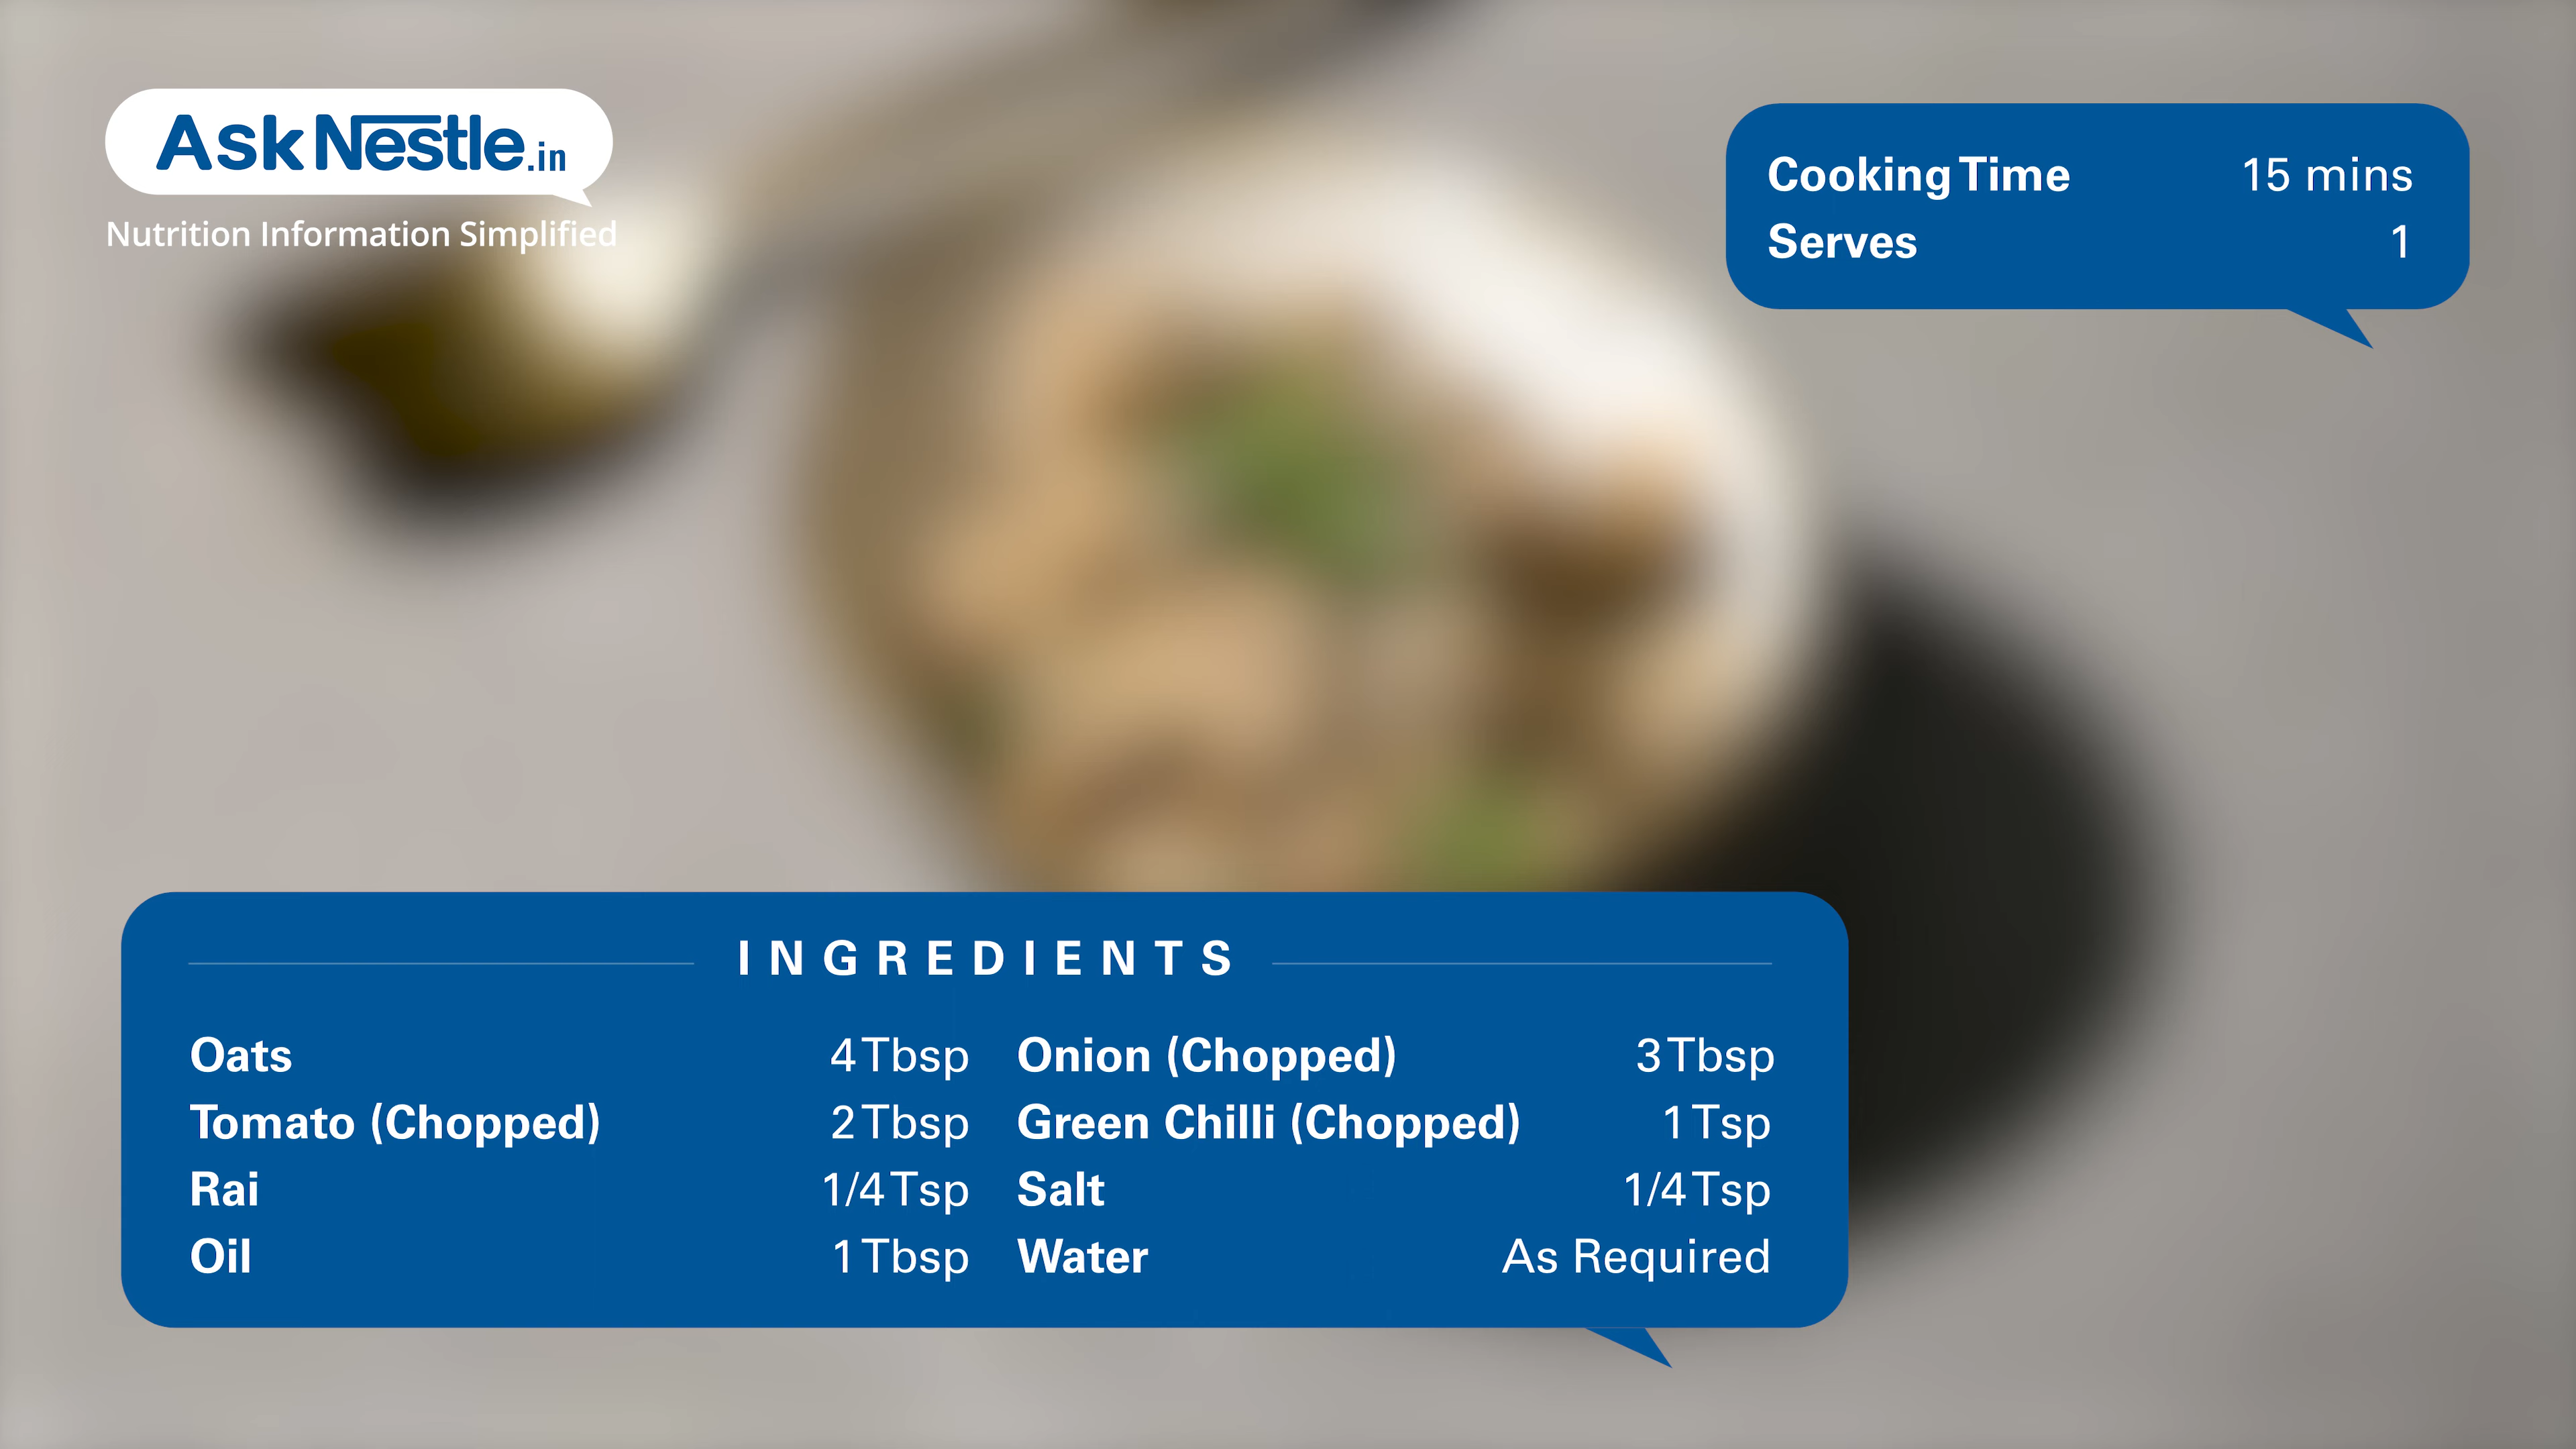 Ask Nestle.in
Nutrition Information Simplified
Cooking Time 15 mins
Serves 1
INGREDIENTS
Oats 4 Tbsp Onion (Chopped) 3 Tbsp
Tomato (Chopped) 2 Tbsp Green Chilli (Chopped) 1 Tsp
Rai 1/4 Tsp Salt 1/4 Tsp
Oil 1 Tbsp Water As Required